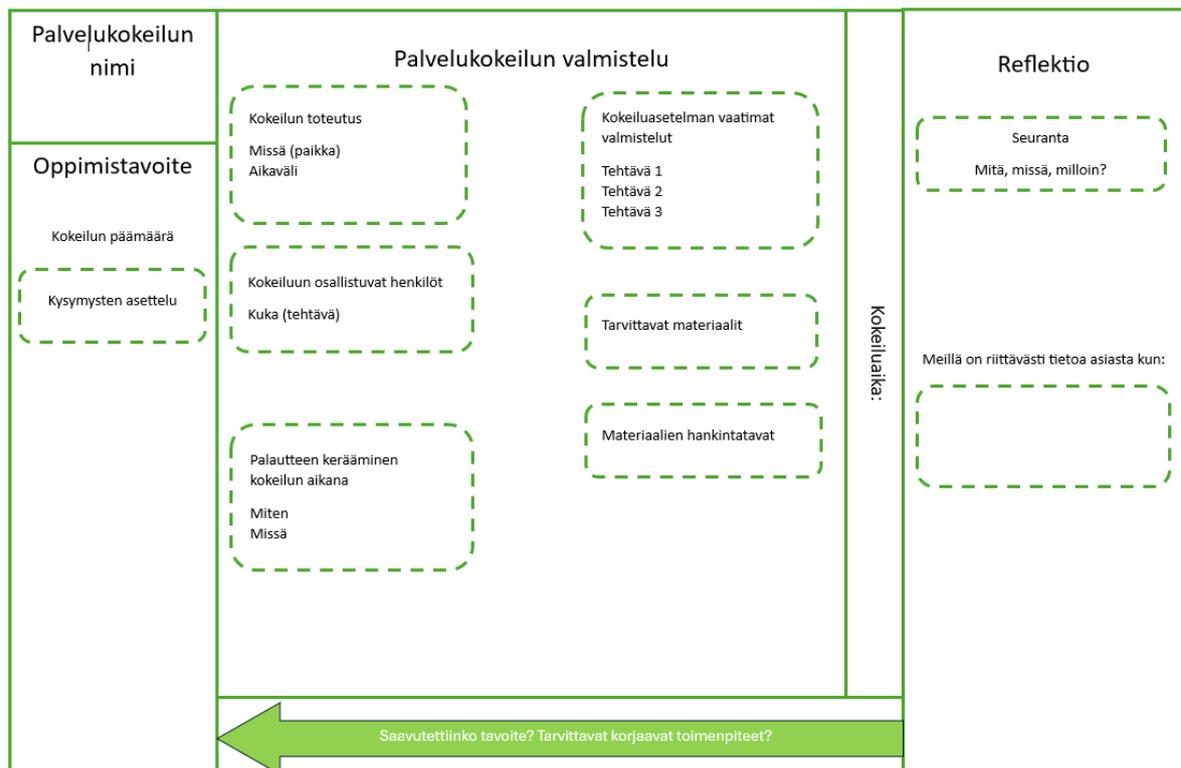 Palvelukokeilun
nimi
Oppimistavoite
Kokeilun päämäärä
Kysymysten asettelu
Palvelukokeilun valmistelu
Kokeilun toteutus
Missä (paikka)
Aikaväli
Kokeiluun osallistuvat henkilöt
Kuka (tehtävä)
Palautteen kerääminen
kokeilun aikana
Miten
Missä
Kokeiluasetelman vaatimat
valmistelut
Tehtävä 1
Tehtävä 2
Tehtävä 3
Tarvittavat materiaalit
Materiaalien hankintatavat
Kokeiluaika:
Reflektio
Seuranta
Mitä, missä, milloin?
Meillä on riittävästi tietoa asiasta kun:
Saavutettiinko tavoite? Tarvittavat korjaavat toimenpiteet?